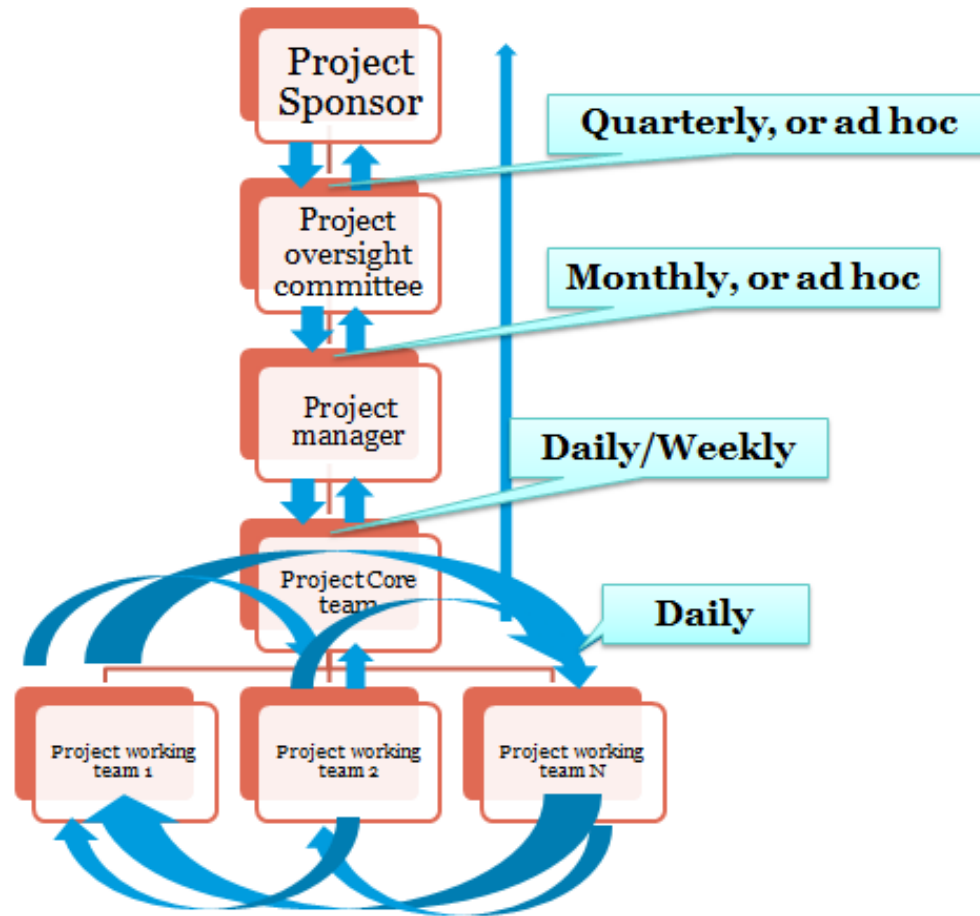 Project
Sponsor
Quarterly, or ad hoc
Project
oversight
committee
Monthly, or ad hoc
Project
manager
Daily/Weekly
Project Core
team
Daily
Project working
team 1
Project working
team 2
Project working
team N